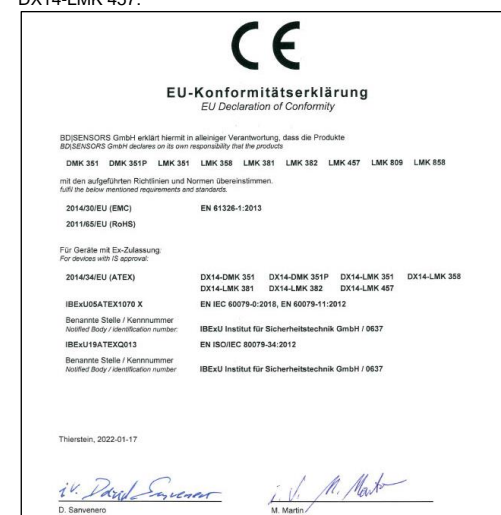 DX14-LMK 457:
CE
EU-Konformitätserklärung
EU Declaration of Conformity
BD|SENSORS GmbH erklärt hiermit in alleiniger Verantwortung, dass die Produkte
BD|SENSORS GmbH declares on its own responsibility that the products
DMK 351 DMK 351P LMK 351 LMK 358 LMK 381 LMK 382 LMK 457 LMK 809 LMK 858
mit den aufgeführten Richtlinien und Normen übereinstimmen.
fulfil the below mentioned requirements and standards.
2014/30/EU (EMC) EN 61326-1:2013
2011/65/EU (RoHS)
Für Geräte mit Ex-Zulassung:
For devices with IS approval:
2014/34/EU (ATEX) DX14-DMK 351 DX14-DMK 351P DX14-LMK 351 DX14-LMK 358
DX14-LMK 381 DX14-LMK 382 DX14-LMK 457
IBExU05ATEX1070 X EN IEC 60079-0:2018, EN 60079-11:2012
Benannte Stelle / Kennnummer
Notified Body / identification number: IBExU Institut für Sicherheitstechnik GmbH / 0637
IBExU19ATEXQ013 EN ISO/IEC 80079-34:2012
Benannte Stelle / Kennnummer
Notified Body / identification number IBExU Institut für Sicherheitstechnik GmbH / 0637
Thierstein, 2022-01-17
i.V. David Sanvenero i.V. M. Martin
D. Sanvenero M. Martin